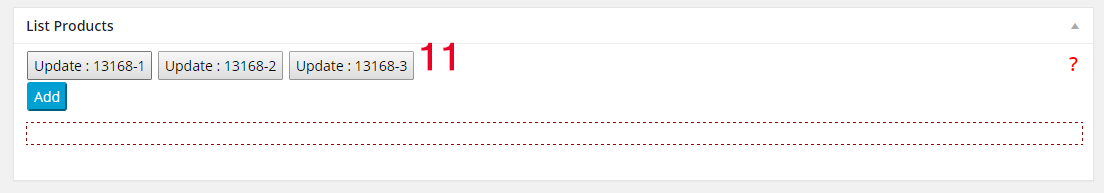 List Products
Update : 13168-1 Update : 13168-2 Update : 13168-3 11 ?
Add